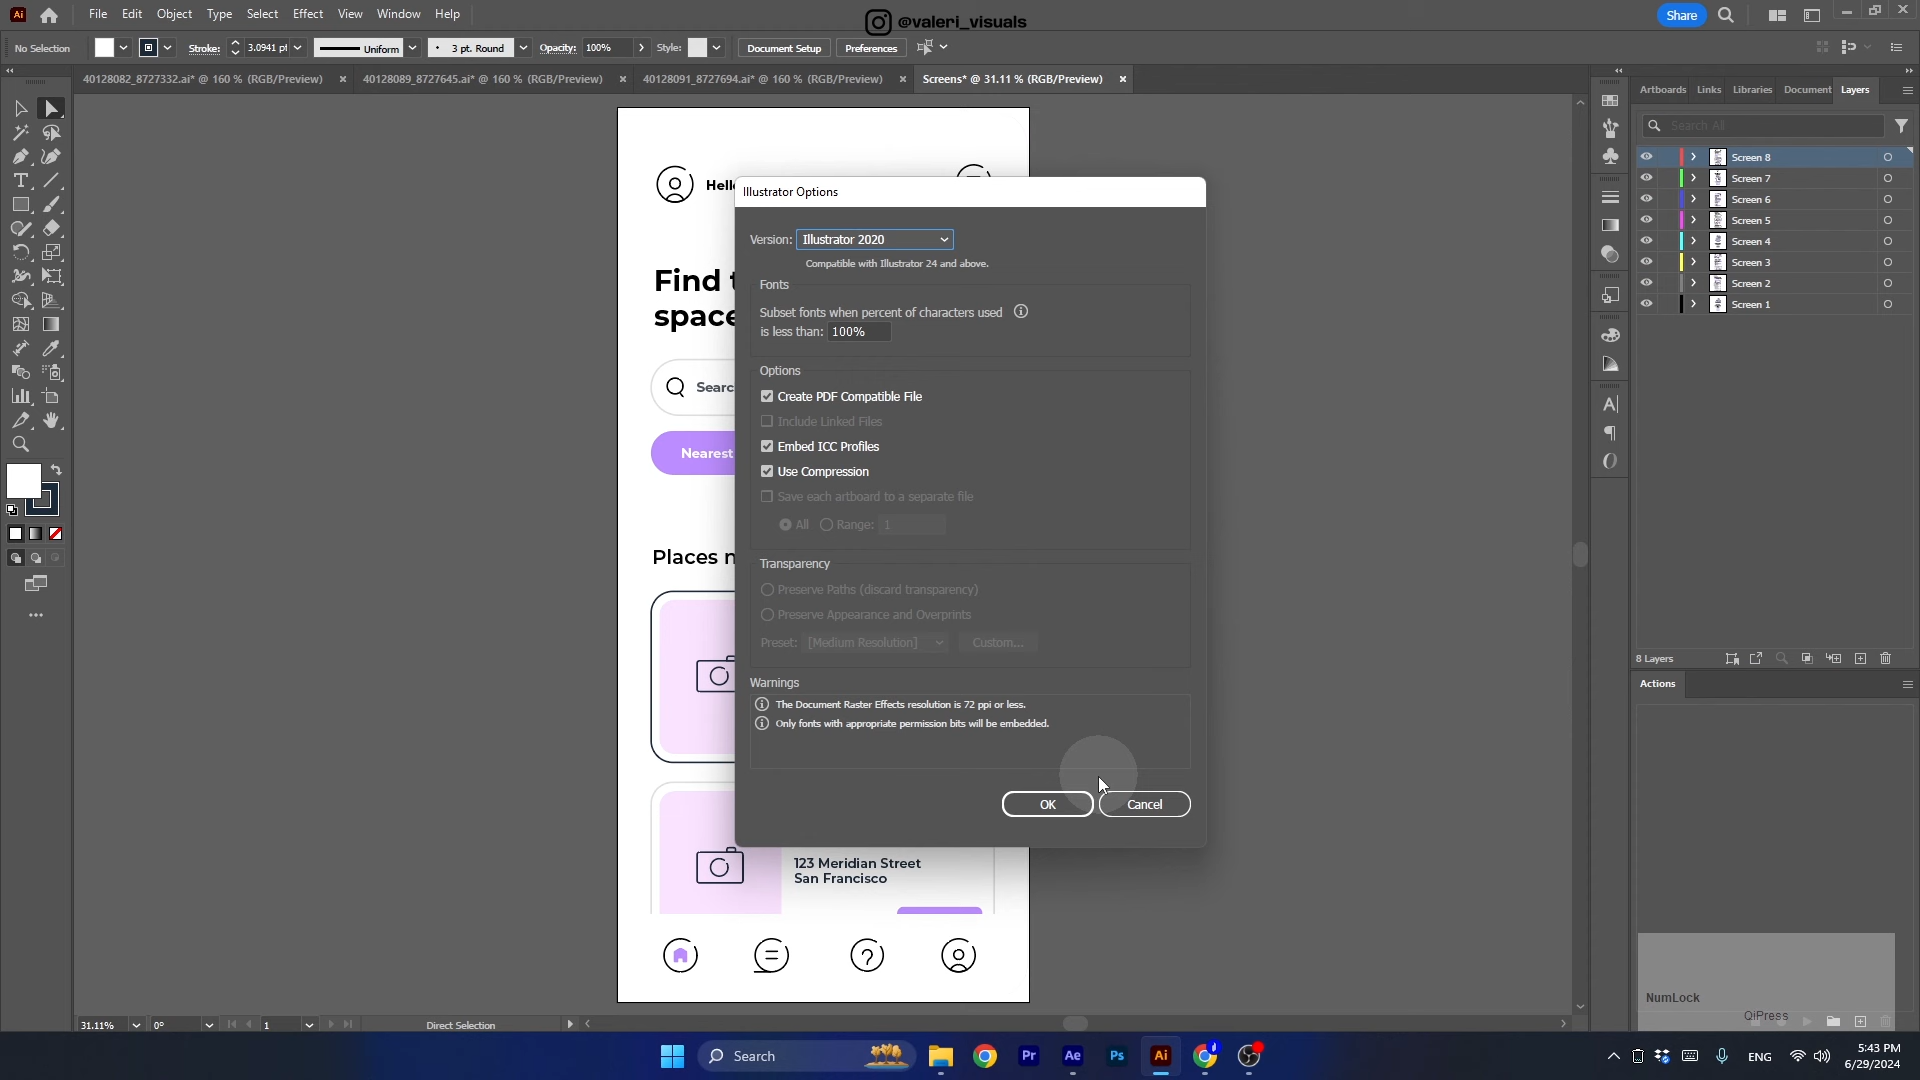 Ai File Edit Object Type Select Effect View Window Help
@valeri_visuals
Share
No Selection Stroke: 3.0941 pt Uniform 3 pt. Round Opacity: 100% Style: Document Setup Preferences
40128082_8727332.ai* @ 160 % (RGB/Preview) × 40128089_8727645.ai* @ 160 % (RGB/Preview) × 40128091_8727694.ai* @ 160 % (RGB/Preview) × Screens* @ 31.11 % (RGB/Preview) ×
Artboards Links Libraries Document Layers
Search All
Screen 8
Screen 7
Screen 6
Screen 5
Screen 4
Screen 3
Screen 2
Screen 1
8 Layers
Actions
NumLock
QiPress
Hell
Find t
space
Searc
Nearest
Places n
123 Meridian Street
San Francisco
Illustrator Options
Version: Illustrator 2020
Compatible with Illustrator 24 and above.
Fonts
Subset fonts when percent of characters used
is less than: 100%
Options
Create PDF Compatible File
Include Linked Files
Embed ICC Profiles
Use Compression
Save each artboard to a separate file
All Range: 1
Transparency
Preserve Paths (discard transparency)
Preserve Appearance and Overprints
Preset: [Medium Resolution] Custom...
Warnings
The Document Raster Effects resolution is 72 ppi or less.
Only fonts with appropriate permission bits will be embedded.
OK Cancel
31.11% 0° 1 Direct Selection
Search Pr Ae Ps Ai
ENG
5:43 PM
6/29/2024